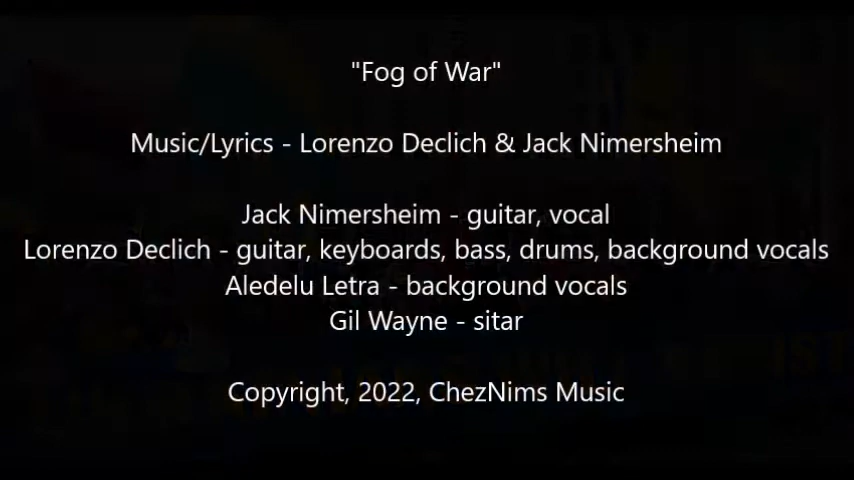 "Fog of War"
Music/Lyrics - Lorenzo Declich & Jack Nimersheim
Jack Nimersheim - guitar, vocal
Lorenzo Declich - guitar, keyboards, bass, drums, background vocals
Aledelu Letra - background vocals
Gil Wayne - sitar
Copyright, 2022, ChezNims Music